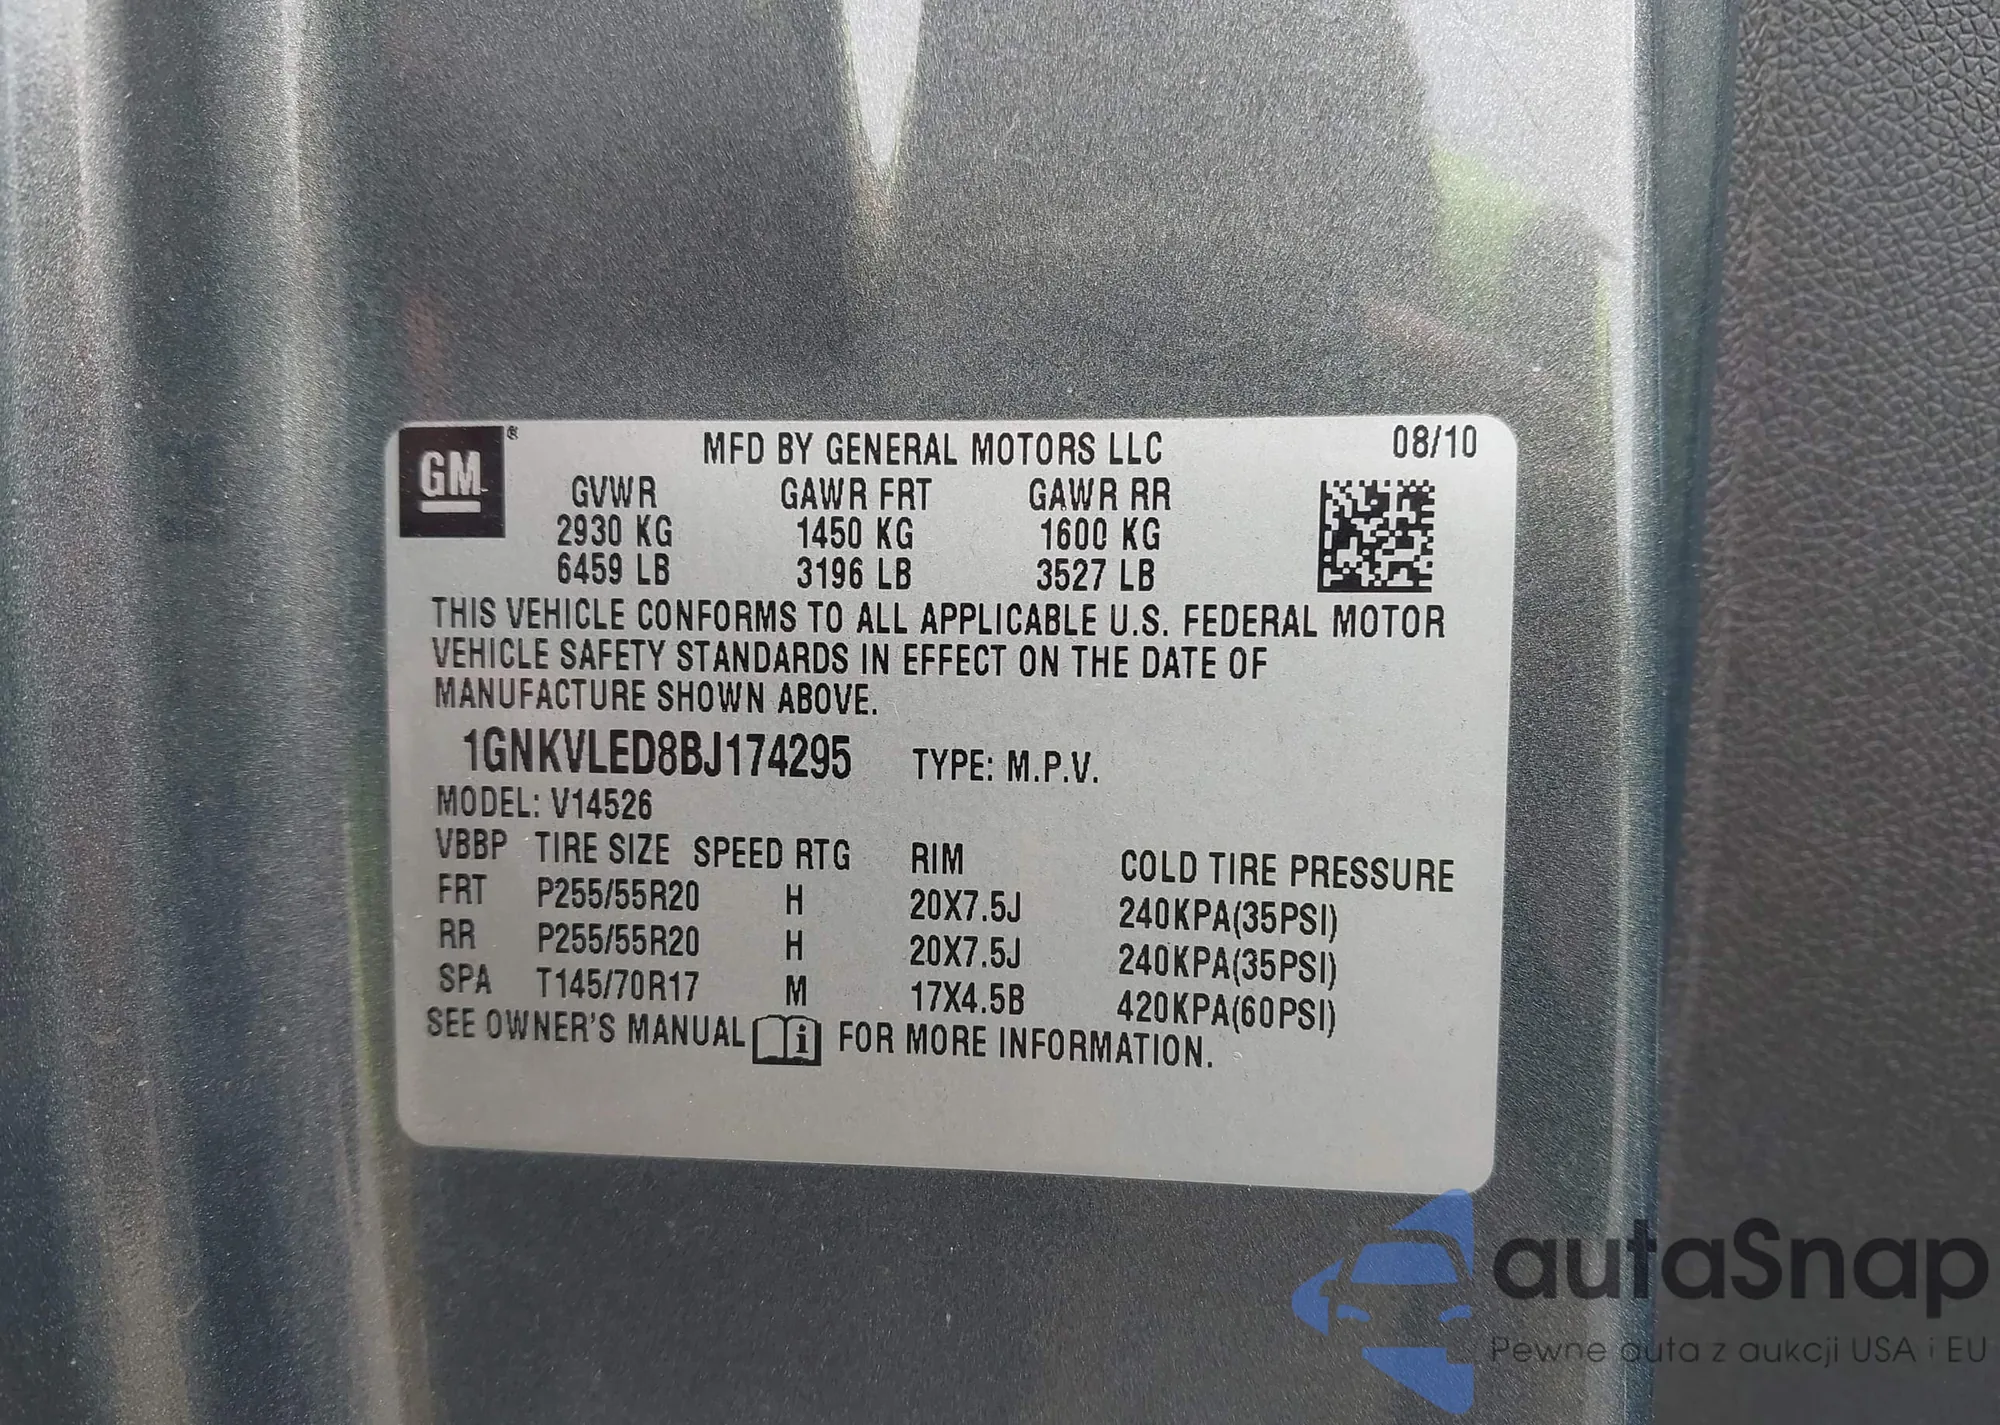 GM ® MFD BY GENERAL MOTORS LLC 08/10
GVWR GAWR FRT GAWR RR
2930 KG 1450 KG 1600 KG
6459 LB 3196 LB 3527 LB
THIS VEHICLE CONFORMS TO ALL APPLICABLE U.S. FEDERAL MOTOR
VEHICLE SAFETY STANDARDS IN EFFECT ON THE DATE OF
MANUFACTURE SHOWN ABOVE.
1GNKVLED8BJ174295 TYPE: M.P.V.
MODEL: V14526
VBBP TIRE SIZE SPEED RTG RIM COLD TIRE PRESSURE
FRT P255/55R20 H 20X7.5J 240KPA(35PSI)
RR P255/55R20 H 20X7.5J 240KPA(35PSI)
SPA T145/70R17 M 17X4.5B 420KPA(60PSI)
SEE OWNER'S MANUAL i FOR MORE INFORMATION.
autaSnap
Pewne auta z aukcji USA i EU